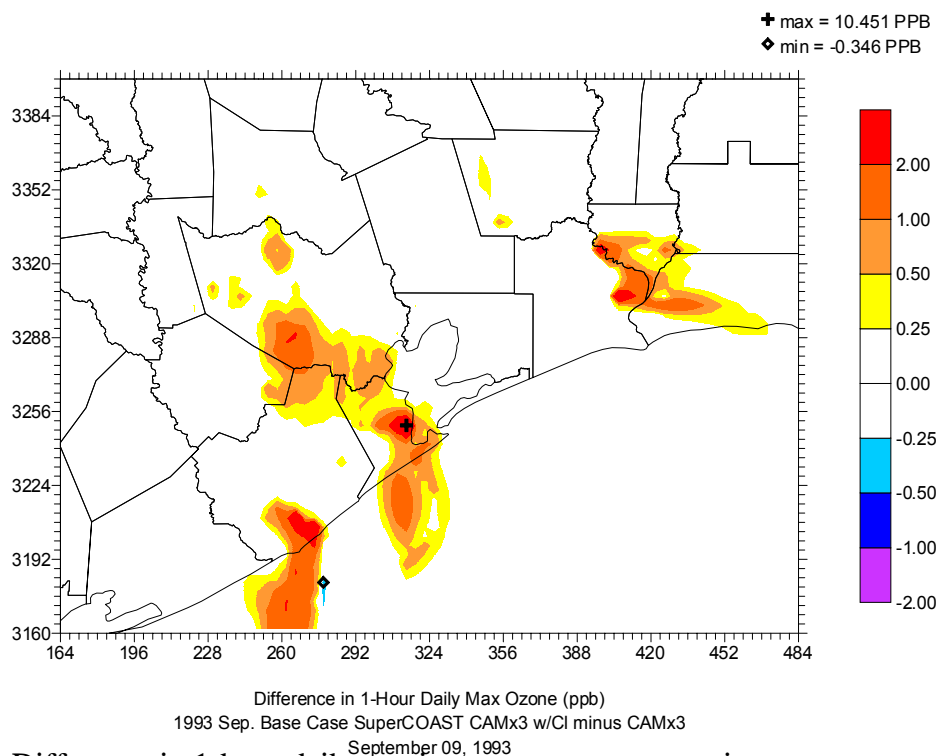 max = 10.451 PPB
min = -0.346 PPB
3384
3352
3320
3288
3256
3224
3192
3160
164 196 228 260 292 324 356 388 420 452 484
2.00
1.00
0.50
0.25
0.00
-0.25
-0.50
-1.00
-2.00
Difference in 1-Hour Daily Max Ozone (ppb)
1993 Sep. Base Case SuperCOAST CAMx3 w/Cl minus CAMx3
September 09, 1993